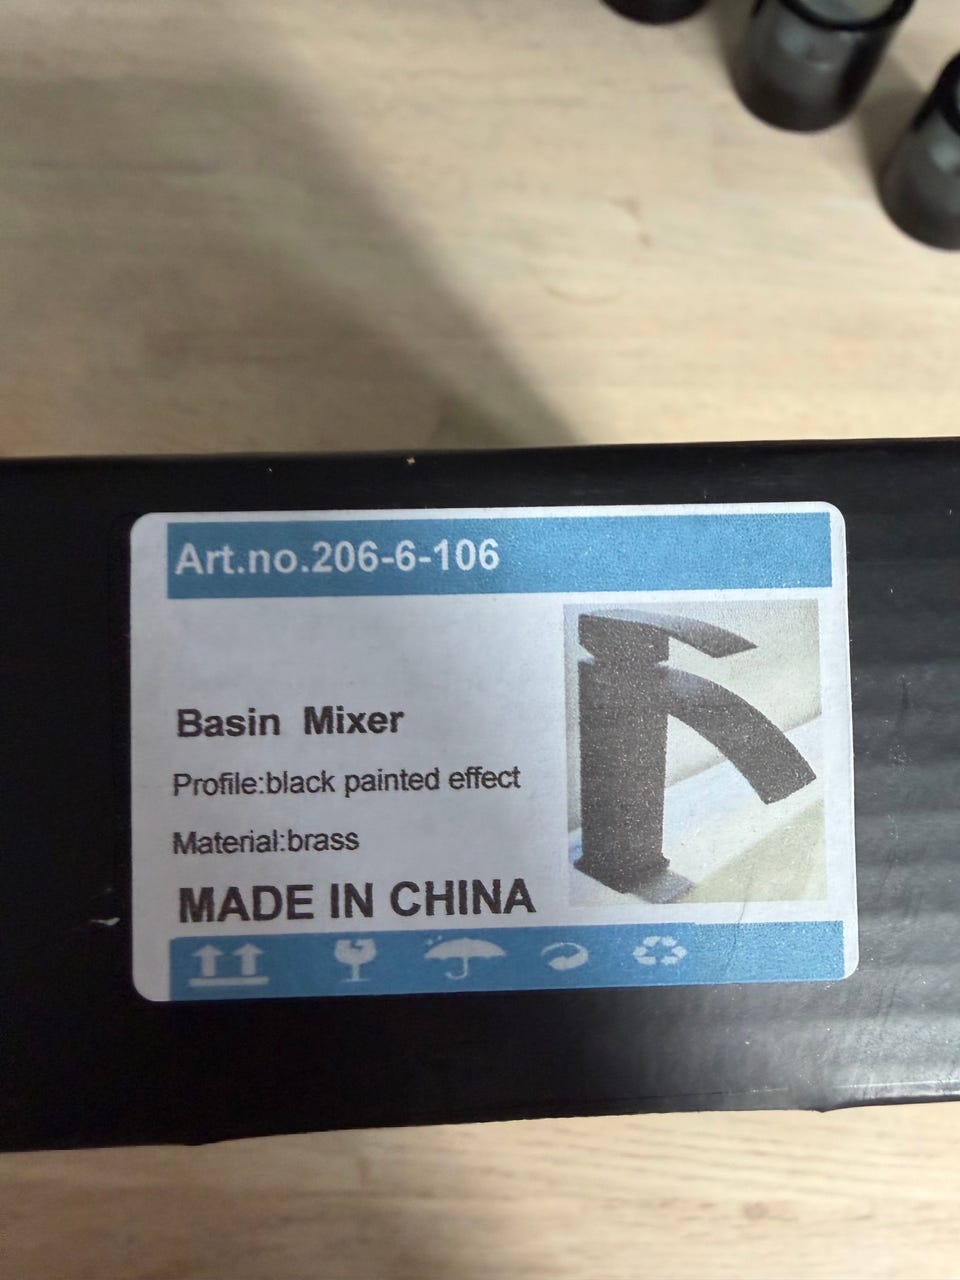 Art.no.206-6-106
Basin Mixer
Profile:black painted effect
Material:brass
MADE IN CHINA